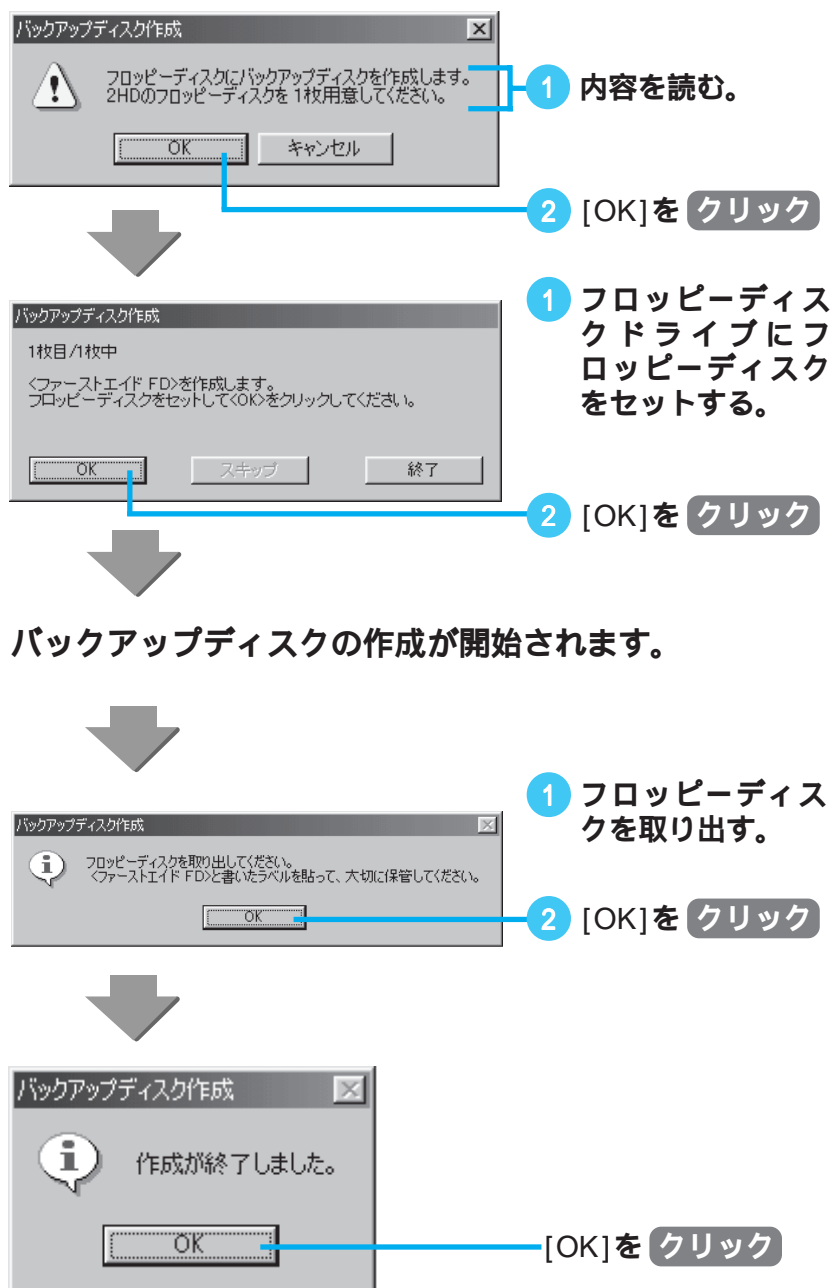 バックアップディスク作成
フロッピーディスクにバックアップディスクを作成します。
2HDのフロッピーディスクを 1枚用意してください。
OK キャンセル
1 内容を読む。
2 [OK]を クリック
バックアップディスク作成
1枚目/1枚中
<ファーストエイド FD>を作成します。
フロッピーディスクをセットして<OK>をクリックしてください。
OK スキップ 終了
1 フロッピーディス
クドライブにフ
ロッピーディスク
をセットする。
2 [OK]を クリック
バックアップディスクの作成が開始されます。
バックアップディスク作成
フロッピーディスクを取り出してください。
<ファーストエイド FD>と書いたラベルを貼って、大切に保管してください。
OK
1 フロッピーディス
クを取り出す。
2 [OK]を クリック
バックアップディスク作成
作成が終了しました。
OK
[OK]を クリック